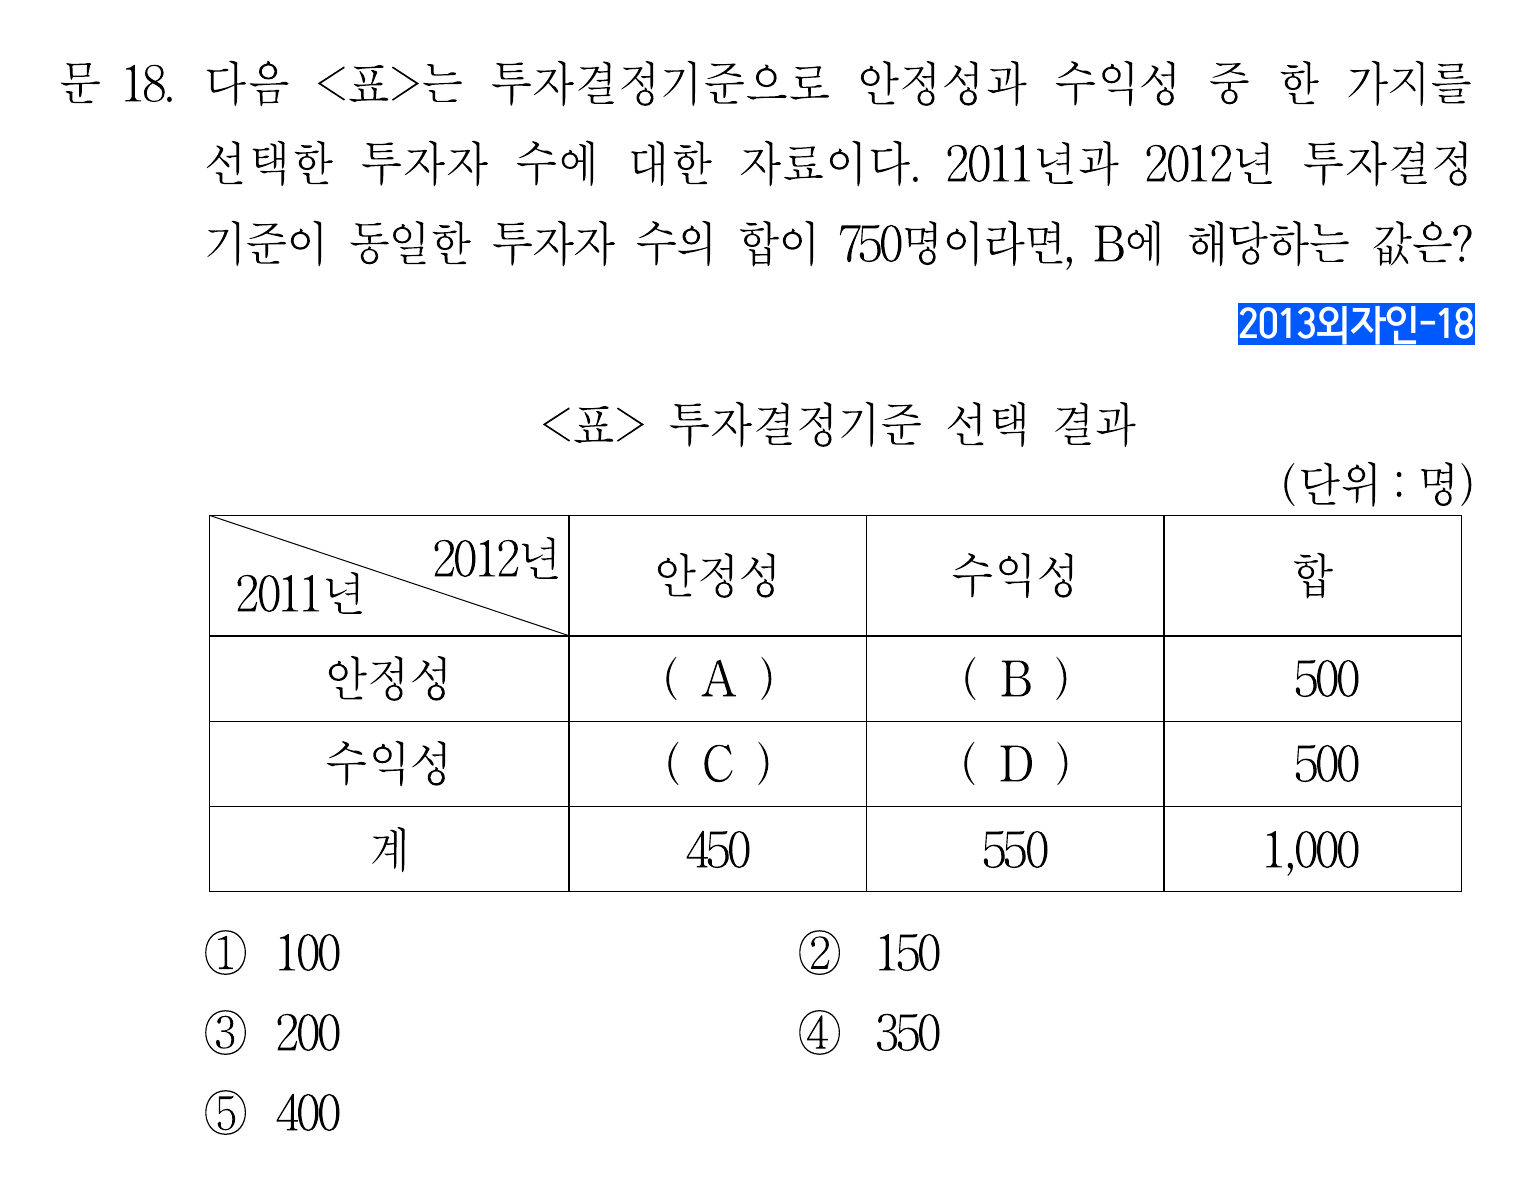 문 18. 다음 <표>는 투자결정기준으로 안정성과 수익성 중 한 가지를
선택한 투자자 수에 대한 자료이다. 2011년과 2012년 투자결정
기준이 동일한 투자자 수의 합이 750명이라면, B에 해당하는 값은?
2013외자인-18
<표> 투자결정기준 선택 결과
(단위 : 명)
2012년
2011년
안정성 수익성 합
안정성 ( A ) ( B ) 500
수익성 ( C ) ( D ) 500
계 450 550 1,000
① 100 ② 150
③ 200 ④ 350
⑤ 400